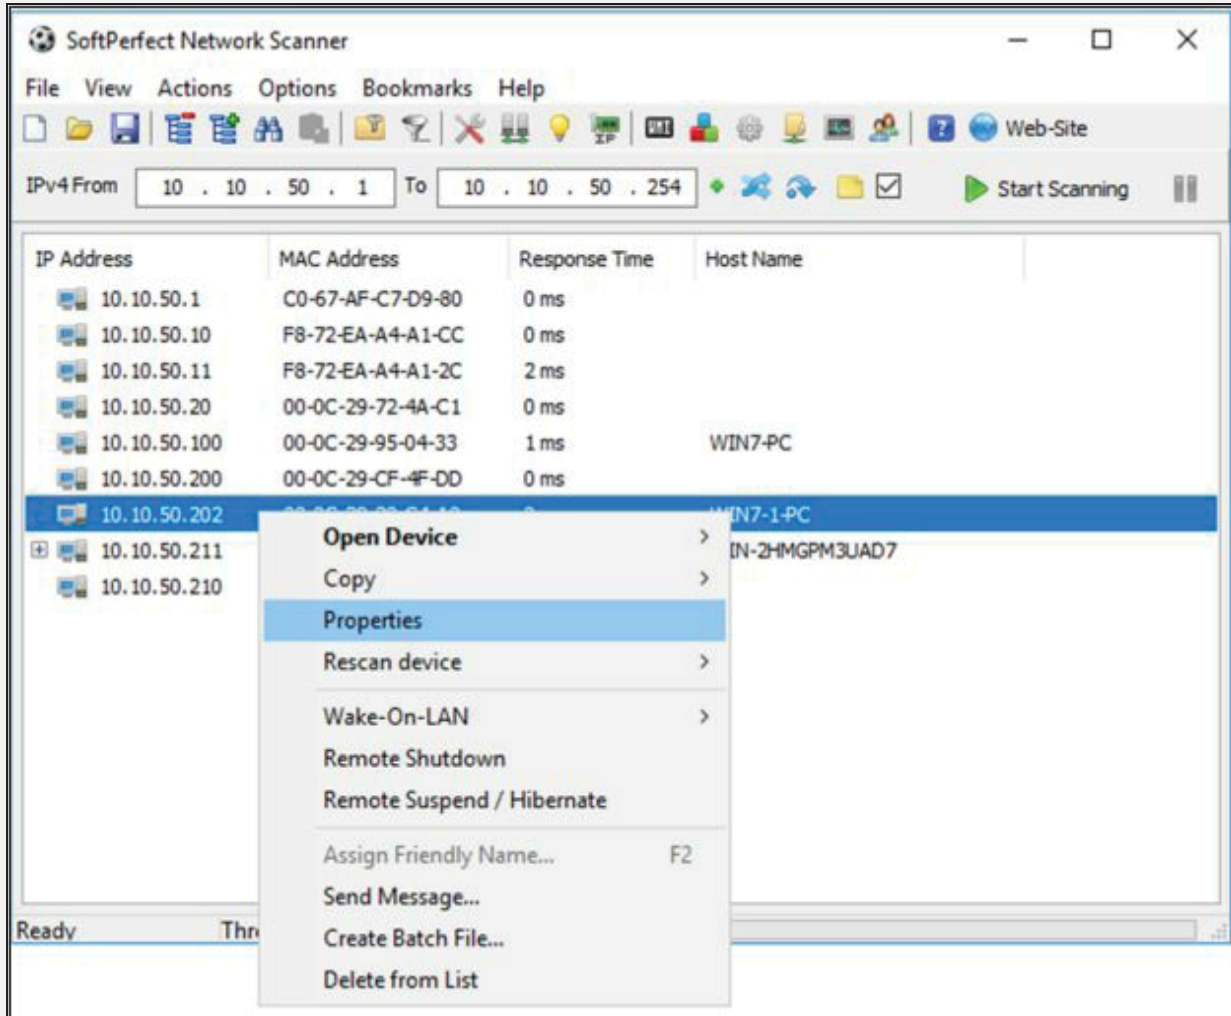 SoftPerfect Network Scanner
File View Actions Options Bookmarks Help
Web-Site
IPv4 From 10 . 10 . 50 . 1 To 10 . 10 . 50 . 254 Start Scanning
IP Address MAC Address Response Time Host Name
10.10.50.1 C0-67-AF-C7-D9-80 0 ms
10.10.50.10 F8-72-EA-A4-A1-CC 0 ms
10.10.50.11 F8-72-EA-A4-A1-2C 2 ms
10.10.50.20 00-0C-29-72-4A-C1 0 ms
10.10.50.100 00-0C-29-95-04-33 1 ms WIN7-PC
10.10.50.200 00-0C-29-CF-4F-DD 0 ms
10.10.50.202 WIN7-1-PC
10.10.50.211 IN-2HMGPM3UAD7
10.10.50.210
Open Device
Copy
Properties
Rescan device
Wake-On-LAN
Remote Shutdown
Remote Suspend / Hibernate
Assign Friendly Name... F2
Send Message...
Create Batch File...
Delete from List
Ready